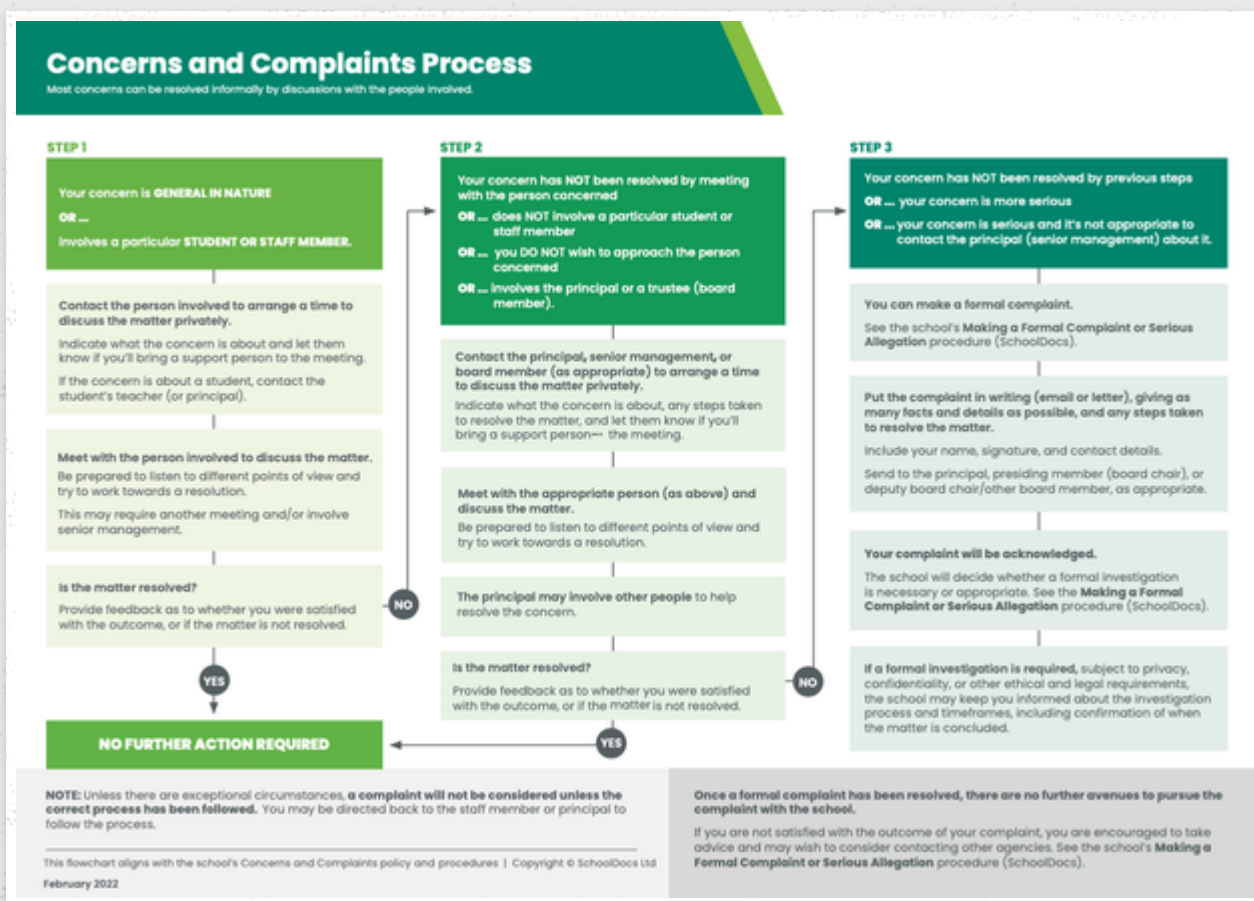 Concerns and Complaints Process
Most concerns can be resolved informally by discussions with the people involved.
STEP 1
Your concern is GENERAL IN NATURE
OR ...
involves a particular STUDENT OR STAFF MEMBER.
Contact the person involved to arrange a time to
discuss the matter privately.
Indicate what the concern is about and let them
know if you'll bring a support person to the meeting.
If the concern is about a student, contact the
student's teacher (or principal).
Meet with the person involved to discuss the matter.
Be prepared to listen to different points of view and
try to work towards a resolution.
This may require another meeting and/or involve
senior management.
Is the matter resolved?
Provide feedback as to whether you were satisfied
with the outcome, or if the matter is not resolved.
NO
YES
NO FURTHER ACTION REQUIRED
STEP 2
Your concern has NOT been resolved by meeting
with the person concerned
OR ... does NOT involve a particular student or
staff member
OR ... you DO NOT wish to approach the person
concerned
OR ... involves the principal or a trustee (board
member).
Contact the principal, senior management, or
board member (as appropriate) to arrange a time
to discuss the matter privately.
Indicate what the concern is about, any steps taken
to resolve the matter, and let them know if you'll
bring a support person the meeting.
Meet with the appropriate person (as above) and
discuss the matter.
Be prepared to listen to different points of view and
try to work towards a resolution.
The principal may involve other people to help
resolve the concern.
Is the matter resolved?
Provide feedback as to whether you were satisfied
with the outcome, or if the matter is not resolved.
NO
YES
STEP 3
Your concern has NOT been resolved by previous steps
OR ... your concern is more serious
OR ... your concern is serious and it's not appropriate to
contact the principal (senior management) about it.
You can make a formal complaint.
See the school's Making a Formal Complaint or Serious
Allegation procedure (SchoolDocs).
Put the complaint in writing (email or letter), giving as
many facts and details as possible, and any steps taken
to resolve the matter.
Include your name, signature, and contact details.
Send to the principal, presiding member (board chair), or
deputy board chair/other board member, as appropriate.
Your complaint will be acknowledged.
The school will decide whether a formal investigation
is necessary or appropriate. See the Making a Formal
Complaint or Serious Allegation procedure (SchoolDocs).
If a formal investigation is required, subject to privacy,
confidentiality, or other ethical and legal requirements,
the school may keep you informed about the investigation
process and timeframes, including confirmation of when
the matter is concluded.
NOTE: Unless there are exceptional circumstances, a complaint will not be considered unless the
correct process has been followed. You may be directed back to the staff member or principal to
follow the process.
This flowchart aligns with the school's Concerns and Complaints policy and procedures | Copyright © SchoolDocs Ltd
February 2022
Once a formal complaint has been resolved, there are no further avenues to pursue the
complaint with the school.
If you are not satisfied with the outcome of your complaint, you are encouraged to take
advice and may wish to consider contacting other agencies. See the school's Making a
Formal Complaint or Serious Allegation procedure (SchoolDocs).